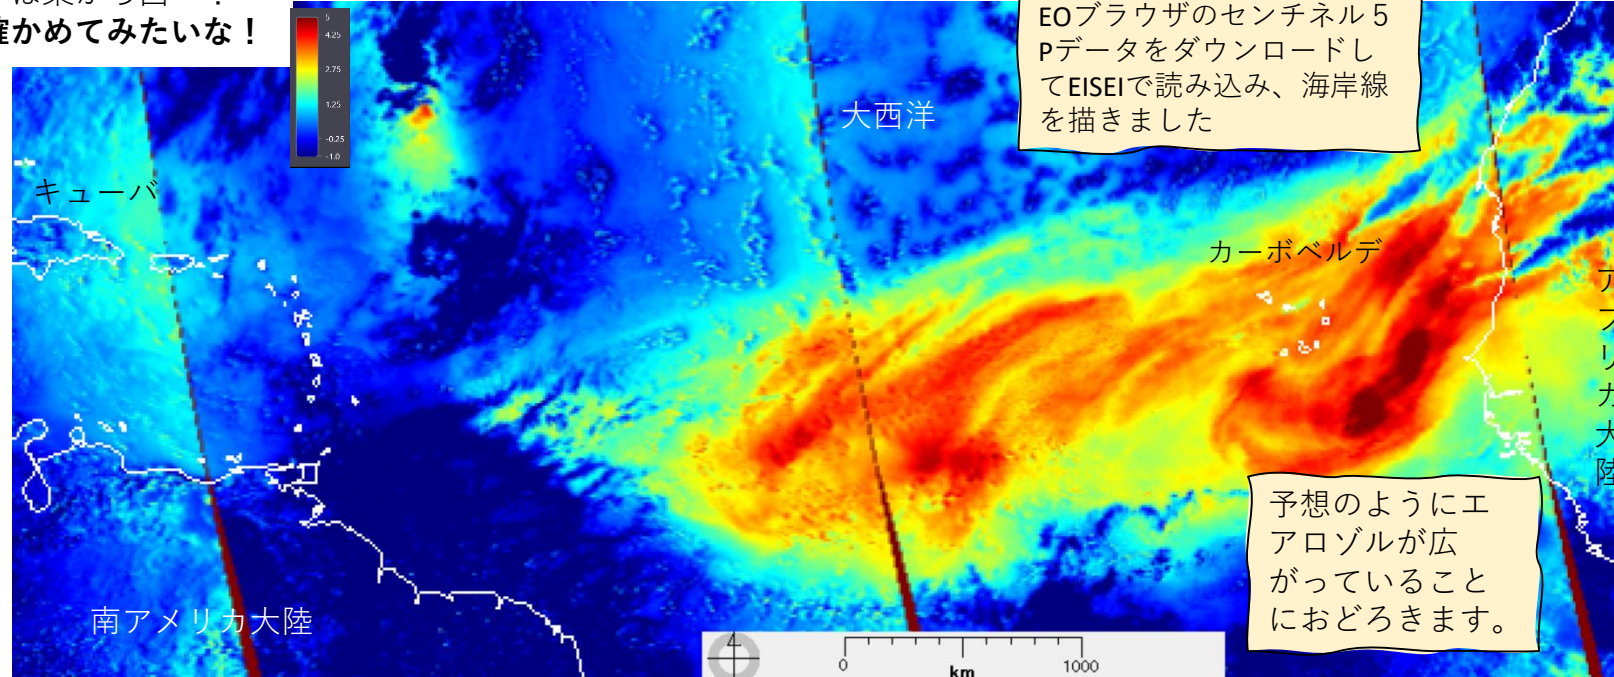 確かめてみたいな！
5
4.25
2.75
1.25
-0.25
-1.0
EOブラウザのセンチネル５
Pデータをダウンロードし
てEISEIで読み込み、海岸線
を描きました
大西洋
キューバ
カーボベルデ
アフリカ大陸
予想のようにエ
アロゾルが広
がっていること
におどろきます。
南アメリカ大陸
0
1000
km